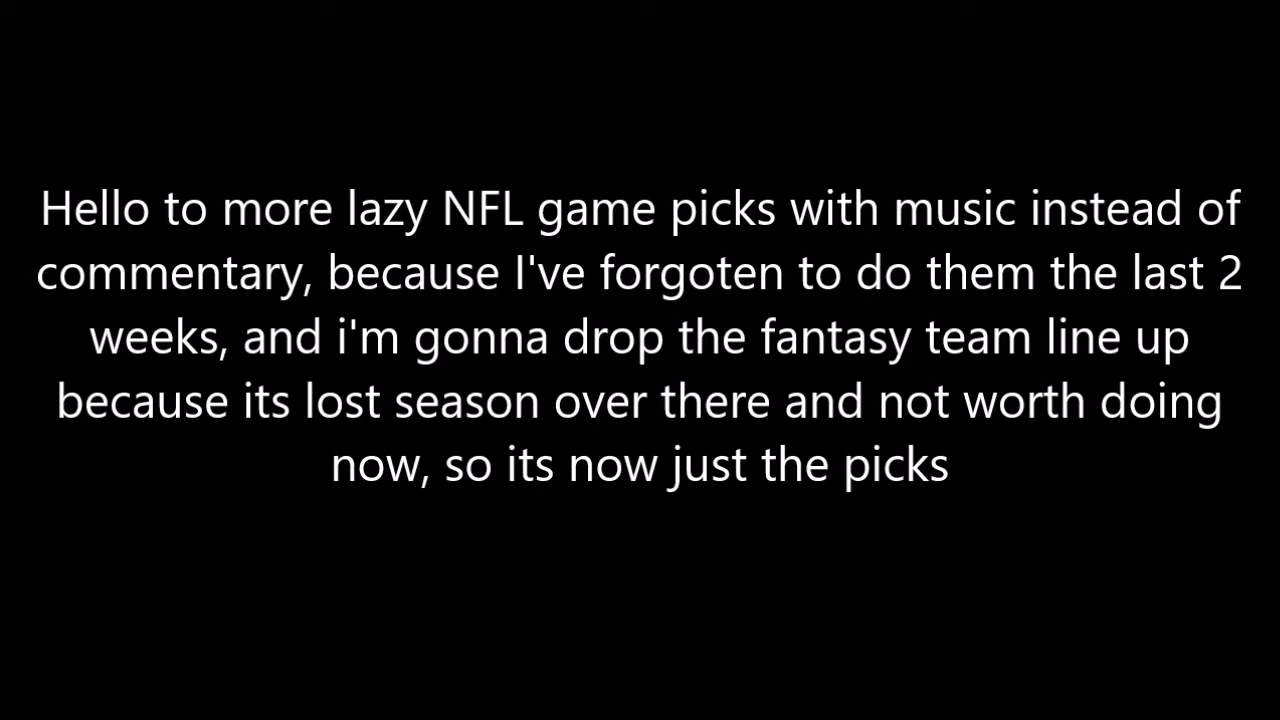 Hello to more lazy NFL game picks with music instead of
commentary, because I've forgoten to do them the last 2
weeks, and i'm gonna drop the fantasy team line up
because its lost season over there and not worth doing
now, so its now just the picks